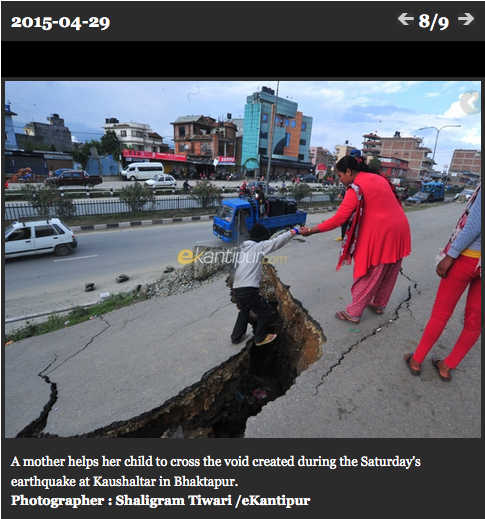 2015-04-29
8/9
ekantipur.com
A mother helps her child to cross the void created during the Saturday's
earthquake at Kaushaltar in Bhaktapur.
Photographer : Shaligram Tiwari /eKantipur